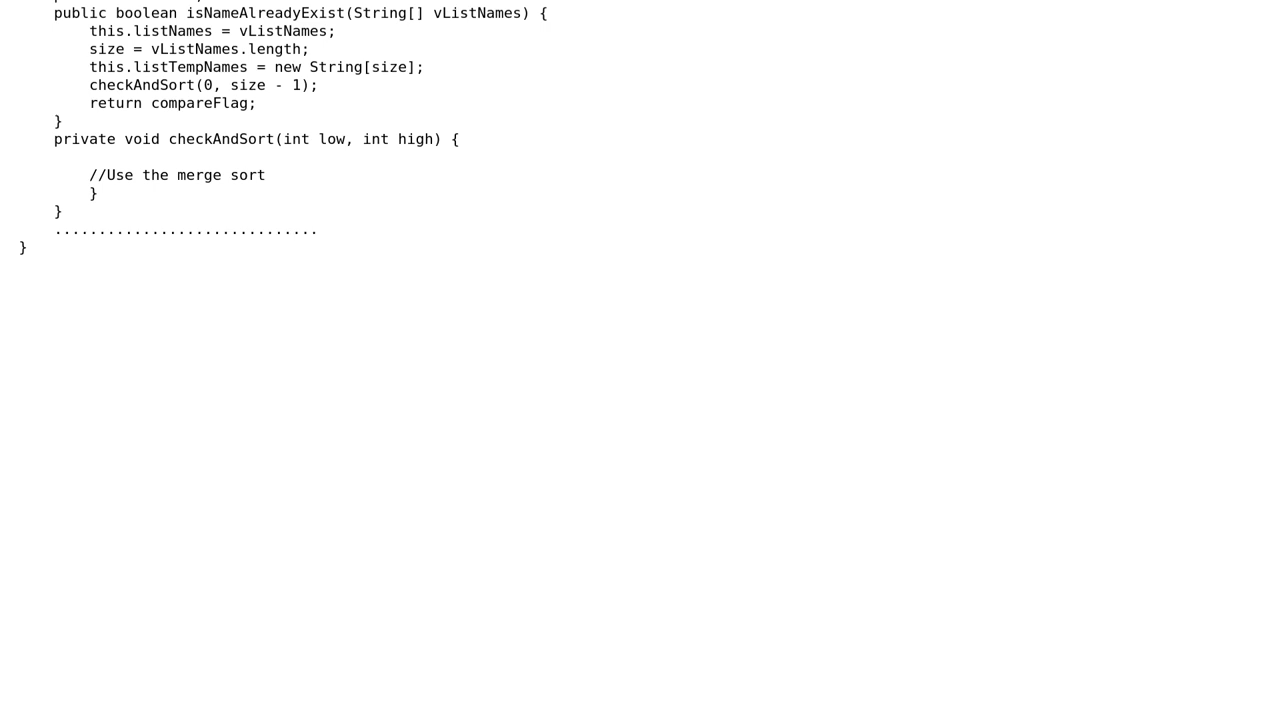 public boolean isNameAlreadyExist(String[] vListNames) {
this.listNames = vListNames;
size = vListNames.length;
this.listTempNames = new String[size];
checkAndSort(0, size - 1);
return compareFlag;
}
private void checkAndSort(int low, int high) {
//Use the merge sort
}
}
..............................
}